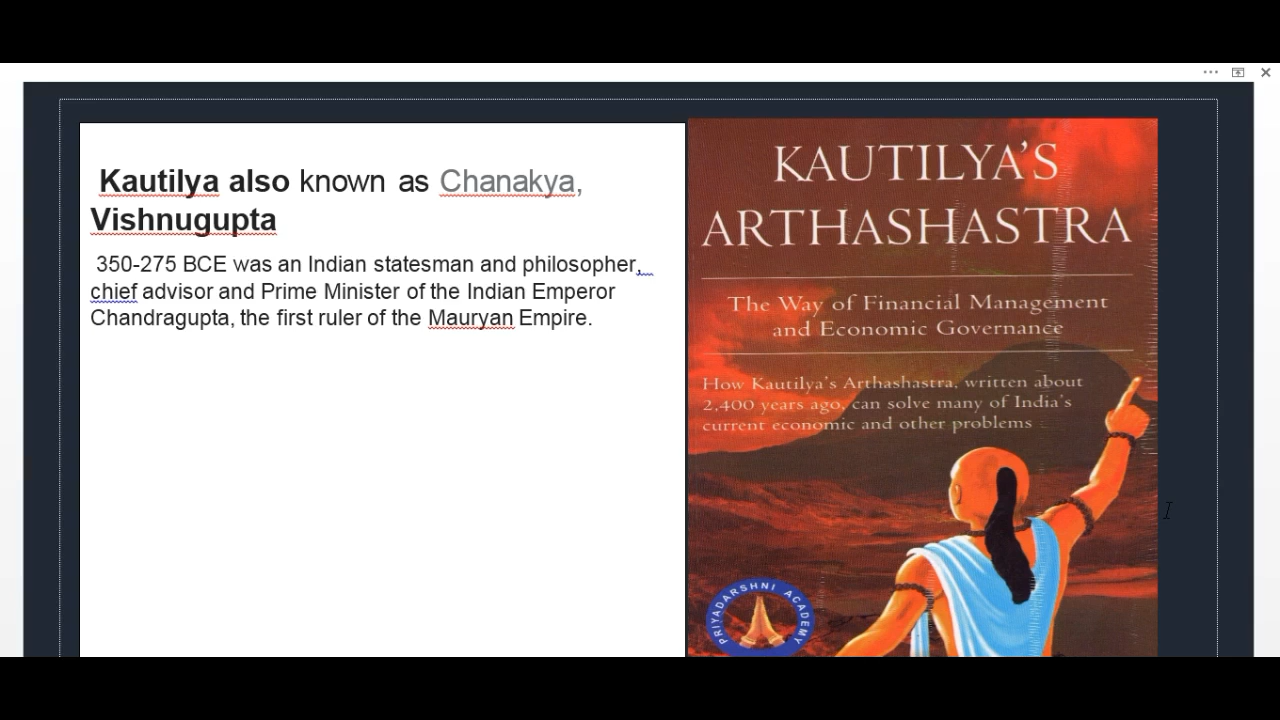 Kautilya also known as Chanakya,
Vishnugupta
350-275 BCE was an Indian statesman and philosopher,
chief advisor and Prime Minister of the Indian Emperor
Chandragupta, the first ruler of the Mauryan Empire.
KAUTILYA'S
ARTHASHASTRA
The Way of Financial Management
and Economic Governance
How Kautilya's Arthashastra, written about
2,400 years ago, can solve many of India's
current economic and other problems
PRIYADARSHNI ACADEMY